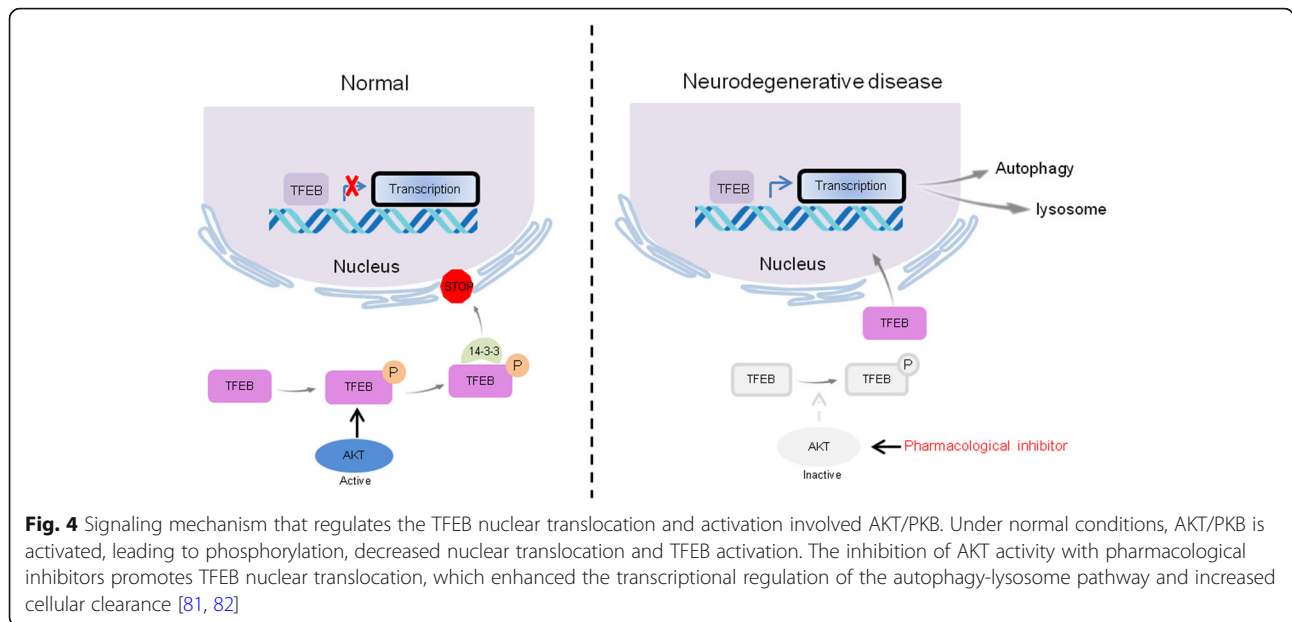 Normal
TFEB
Transcription
Nucleus
STOP
14-3-3
TFEB
P
TFEB
P
TFEB
AKT
Active
Neurodegenerative disease
TFEB
Transcription
Autophagy
lysosome
Nucleus
TFEB
TFEB
TFEB
P
AKT
Inactive
Pharmacological inhibitor
Fig. 4 Signaling mechanism that regulates the TFEB nuclear translocation and activation involved AKT/PKB. Under normal conditions, AKT/PKB is
activated, leading to phosphorylation, decreased nuclear translocation and TFEB activation. The inhibition of AKT activity with pharmacological
inhibitors promotes TFEB nuclear translocation, which enhanced the transcriptional regulation of the autophagy-lysosome pathway and increased
cellular clearance [81, 82]